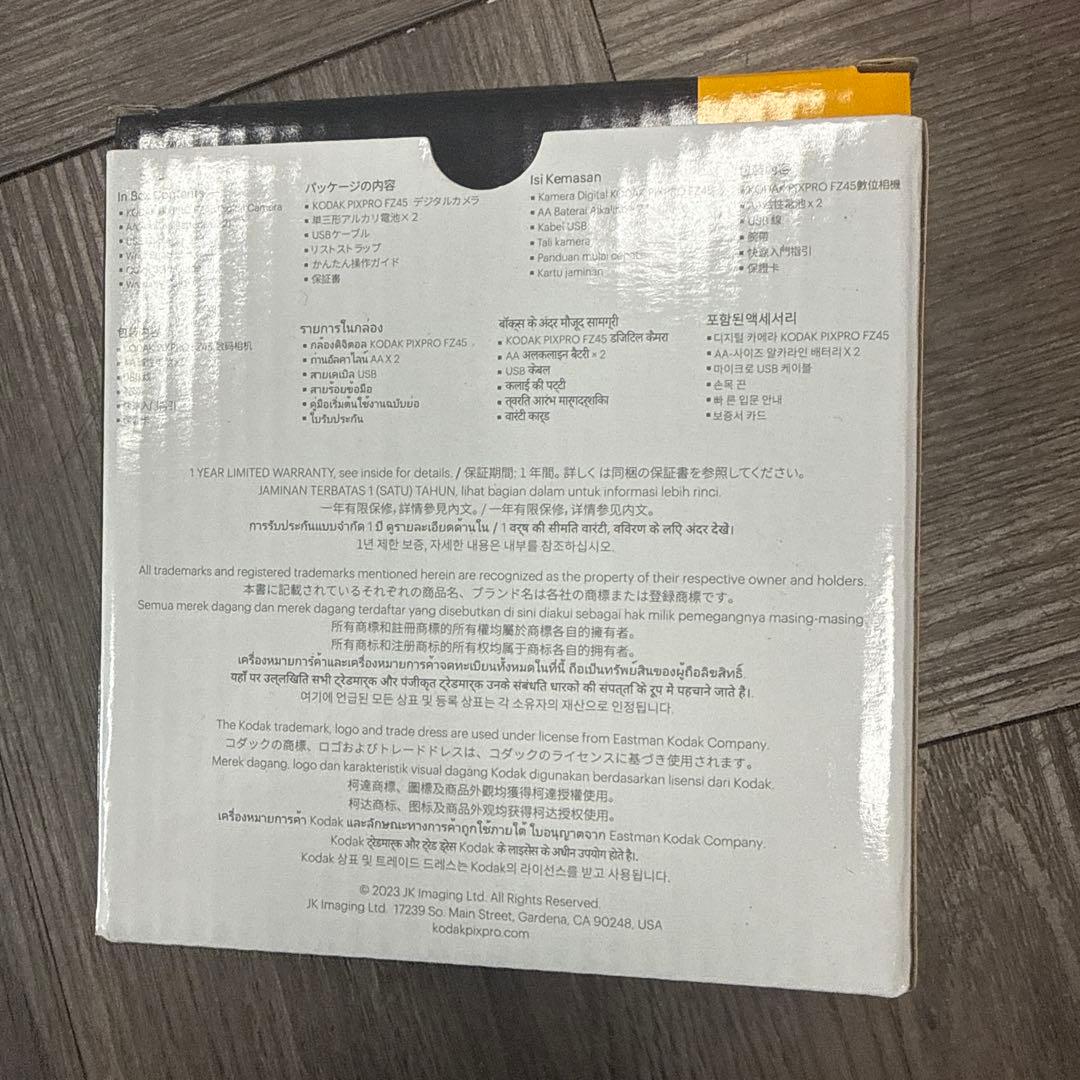 In Box Contents
パッケージの内容
• KODAK PIXPRO FZ45 デジタルカメラ
• 単三形アルカリ電池 X 2
• USBケーブル
• リストストラップ
• かんたん操作ガイド
• 保証書
Isi Kemasan
• Kamera Digital KODAK PIXPRO FZ45
• AA Baterai Alkalin
• Kabel USB
• Tali kamera
• Panduan mulai cepat
• Kartu jaminan
• KODAK PIXPRO FZ45數位相機
x 2
• USB 線
• 腕帶
• 快速入門指引
• 保證卡
KODAK PIXPRO FZ45 数码相机
รายการในกล่อง
• กล้องดิจิตอล KODAK PIXPRO FZ45
• ถ่านอัลคาไลน์ AA X 2
• สายเคเบิล USB
• สายร้อยข้อมือ
• คู่มือเริ่มต้นใช้งานฉบับย่อ
• ใบรับประกัน
बॉक्स के अंदर मौजूद सामग्री
• KODAK PIXPRO FZ45 डिजिटल कैमरा
• AA अलकलाइन बैटरी × 2
• USB केबल
• कलाई की पट्टी
• त्वरित आरंभ मार्गदर्शिका
• वारंटी कार्ड
포함된액세서리
• 디지털 카메라 KODAK PIXPRO FZ45
• AA-사이즈 알카라인 배터리 X 2
• 마이크로 USB 케이블
• 손목 끈
• 빠른 입문 안내
• 보증서 카드
1 YEAR LIMITED WARRANTY, see inside for details. / 保証期間: 1 年間。詳しくは同梱の保証書を参照してください。
JAMINAN TERBATAS 1 (SATU) TAHUN, lihat bagian dalam untuk informasi lebih rinci.
一年有限保修，詳情參見內文。/ 一年有限保修，详情参见内文。
การรับประกันแบบจำกัด 1 ปี ดูรายละเอียดด้านใน / 1 वर्ष की सीमित वारंटी, विवरण के लिए अंदर देखें।
1년 제한 보증, 자세한 내용은 내부를 참조하십시오.
All trademarks and registered trademarks mentioned herein are recognized as the property of their respective owner and holders.
本書に記載されているそれぞれの商品名、ブランド名は各社の商標または登録商標です。
Semua merek dagang dan merek dagang terdaftar yang disebutkan di sini diakui sebagai hak milik pemegangnya masing-masing.
所有商標和註冊商標的所有權均屬於商標各自的擁有者。
所有商标和注册商标的所有权均属于商标各自的拥有者。
เครื่องหมายการค้าและเครื่องหมายการค้าจดทะเบียนทั้งหมดในที่นี้ ถือเป็นทรัพย์สินของผู้ถือลิขสิทธิ์
यहाँ पर उल्लिखित सभी ट्रेडमार्क और पंजीकृत ट्रेडमार्क उनके संबंधित धारकों की संपत्ति के रूप में पहचाने जाते हैं।
여기에 언급된 모든 상표 및 등록 상표는 각 소유자의 재산으로 인정됩니다.
The Kodak trademark, logo and trade dress are used under license from Eastman Kodak Company.
コダックの商標、ロゴおよびトレードドレスは、コダックのライセンスに基づき使用されます。
Merek dagang, logo dan karakteristik visual dagang Kodak digunakan berdasarkan lisensi dari Kodak.
柯達商標、圖標及商品外觀均獲得柯達授權使用。
柯达商标、图标及商品外观均获得柯达授权使用。
เครื่องหมายการค้า Kodak และลักษณะทางการค้าถูกใช้ภายใต้ ใบอนุญาตจาก Eastman Kodak Company.
Kodak ट्रेडमार्क और ट्रेड ड्रेस Kodak के लाइसेंस के अधीन उपयोग होते हैं।.
Kodak 상표 및 트레이드 드레스는 Kodak의 라이선스를 받고 사용됩니다.
© 2023 JK Imaging Ltd. All Rights Reserved.
JK Imaging Ltd. 17239 So. Main Street, Gardena, CA 90248, USA
kodakpixpro.com